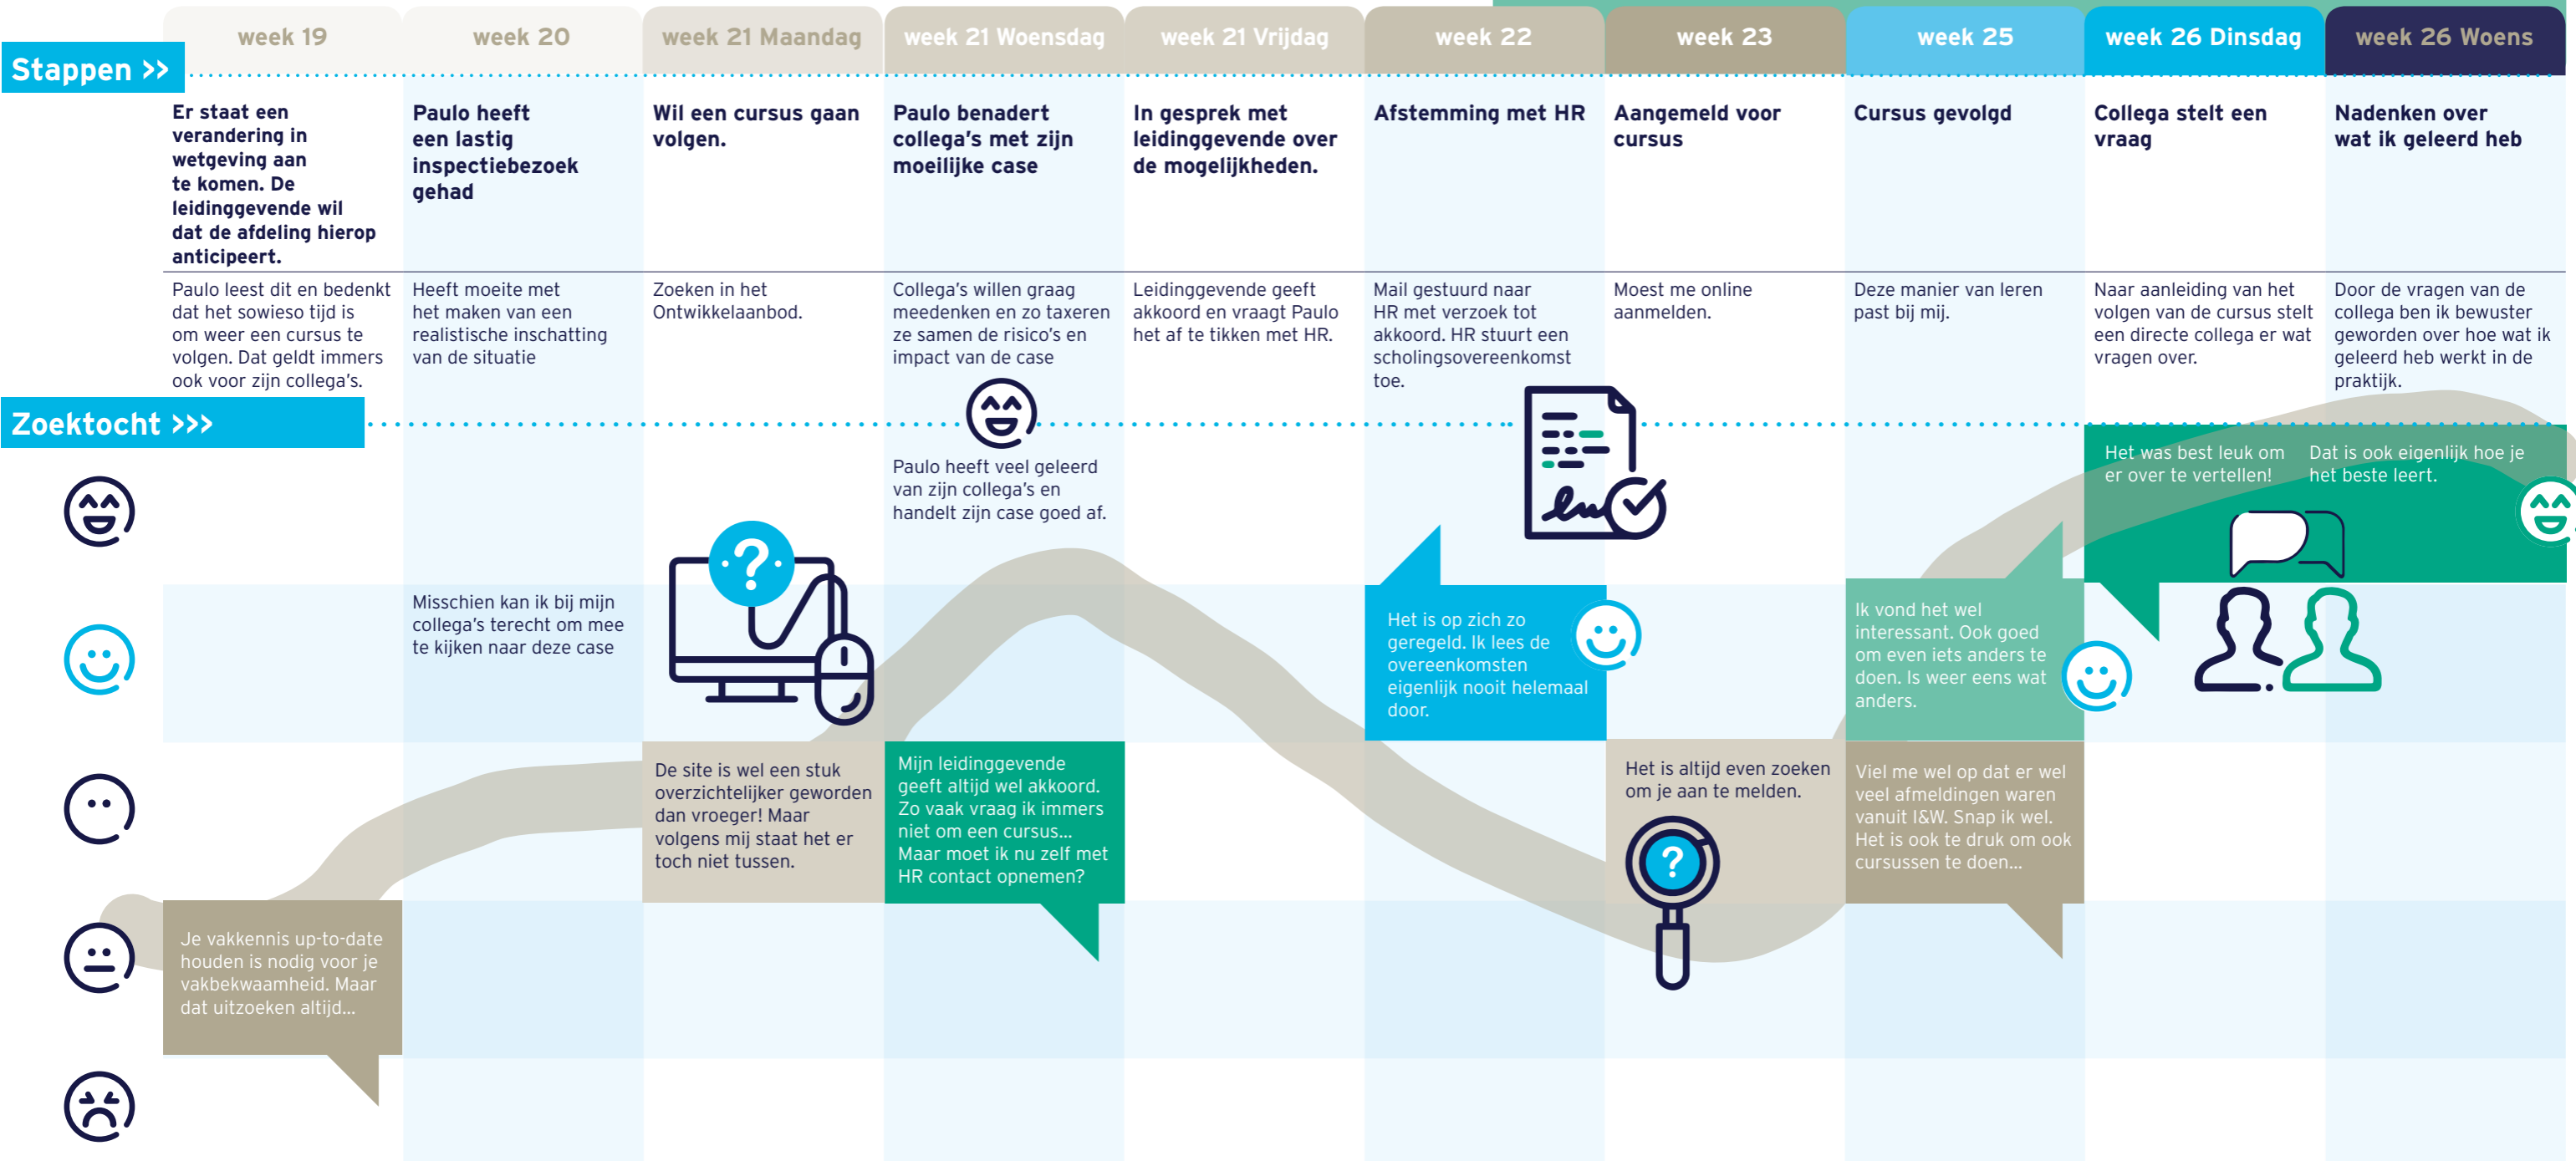 week 19
week 20
week 21 Maandag
week 21 Woensdag
week 21 Vrijdag
week 22
week 23
week 25
week 26 Dinsdag
week 26 Woens
Stappen >>
Er staat een
verandering in
wetgeving aan
te komen. De
leidinggevende wil
dat de afdeling hierop
anticipeert.
Paulo heeft
een lastig
inspectiebezoek
gehad
Wil een cursus gaan
volgen.
Paulo benadert
collega's met zijn
moeilijke case
In gesprek met
leidinggevende over
de mogelijkheden.
Afstemming met HR
Aangemeld voor
cursus
Cursus gevolgd
Collega stelt een
vraag
Nadenken over
wat ik geleerd heb
Paulo leest dit en bedenkt
dat het sowieso tijd is
om weer een cursus te
volgen. Dat geldt immers
ook voor zijn collega's.
Heeft moeite met
het maken van een
realistische inschatting
van de situatie
Zoeken in het
Ontwikkelaanbod.
Collega's willen graag
meedenken en zo taxeren
ze samen de risico's en
impact van de case
Leidinggevende geeft
akkoord en vraagt Paulo
het af te tikken met HR.
Mail gestuurd naar
HR met verzoek tot
akkoord. HR stuurt een
scholingsovereenkomst
toe.
Moest me online
aanmelden.
Deze manier van leren
past bij mij.
Naar aanleiding van het
volgen van de cursus stelt
een directe collega er wat
vragen over.
Door de vragen van de
collega ben ik bewuster
geworden over hoe wat ik
geleerd heb werkt in de
praktijk.
Zoektocht >>>
Paulo heeft veel geleerd
van zijn collega's en
handelt zijn case goed af.
Het was best leuk om
er over te vertellen!
Dat is ook eigenlijk hoe je
het beste leert.
Misschien kan ik bij mijn
collega's terecht om mee
te kijken naar deze case
?
Het is op zich zo
geregeld. Ik lees de
overeenkomsten
eigenlijk nooit helemaal
door.
Ik vond het wel
interessant. Ook goed
om even iets anders te
doen. Is weer eens wat
anders.
De site is wel een stuk
overzichtelijker geworden
dan vroeger! Maar
volgens mij staat het er
toch niet tussen.
Mijn leidinggevende
geeft altijd wel akkoord.
Zo vaak vraag ik immers
niet om een cursus...
Maar moet ik nu zelf met
HR contact opnemen?
Het is altijd even zoeken
om je aan te melden.
?
Viel me wel op dat er wel
veel afmeldingen waren
vanuit I&W. Snap ik wel.
Het is ook te druk om ook
cursussen te doen...
Je vakkennis up-to-date
houden is nodig voor je
vakbekwaamheid. Maar
dat uitzoeken altijd...